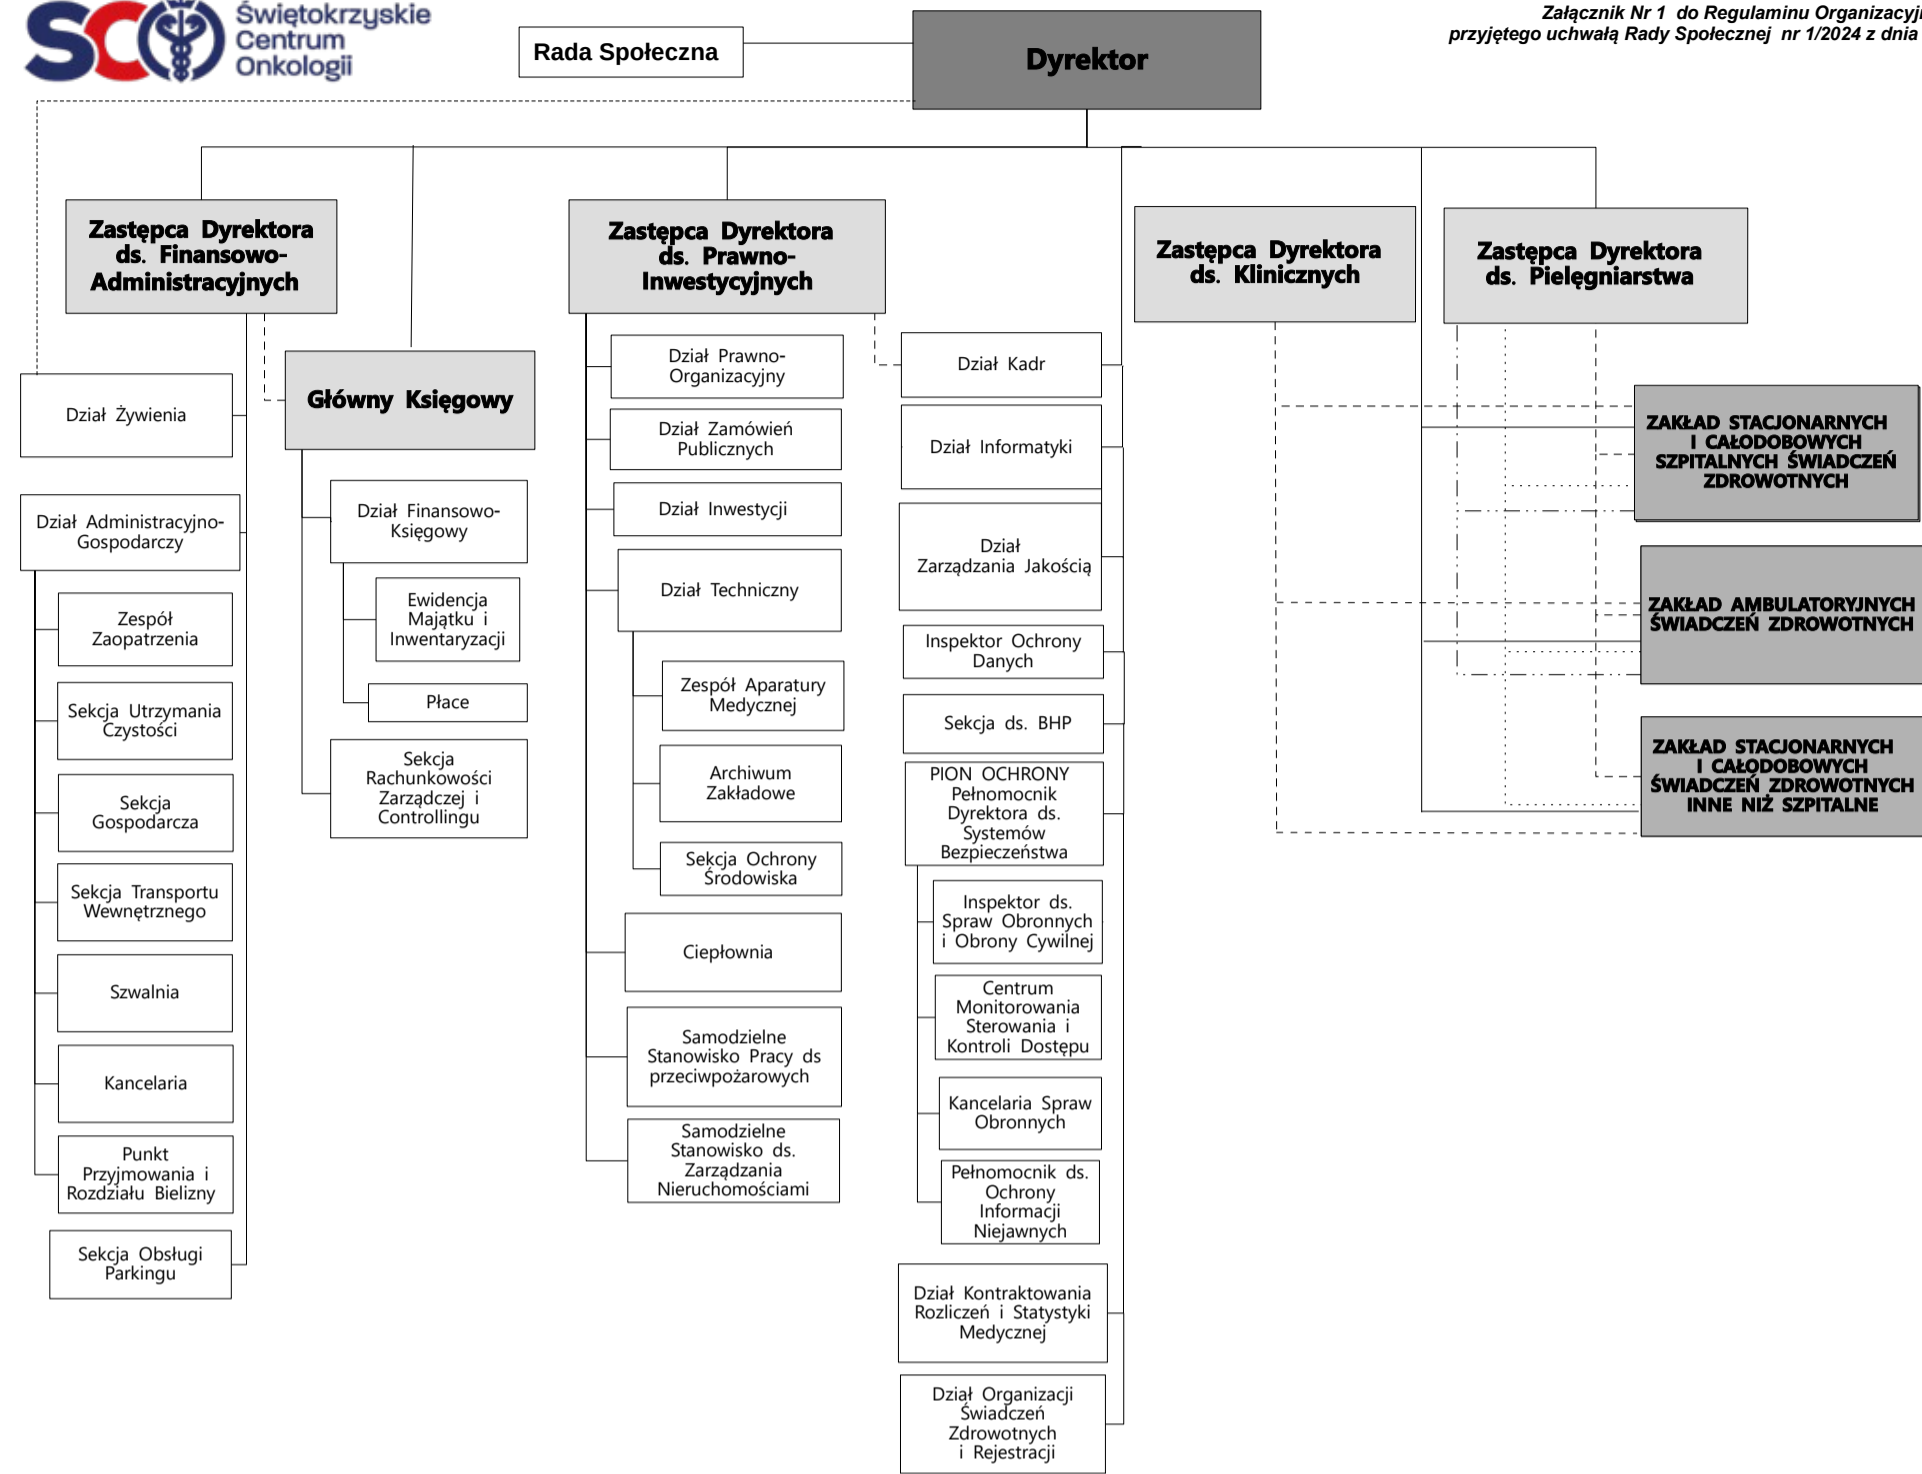 SCO
Świętokrzyskie
Centrum
Onkologii
Rada Społeczna
Dyrektor
Załącznik Nr 1 do Regulaminu
przyjętego uchwałą Rady Społecznej nr 1/2024 z dnia
Zastępca Dyrektora
ds. Finansowo-
Administracyjnych
Zastępca Dyrektora
ds. Prawno-
Inwestycyjnych
Zastępca Dyrektora
ds. Klinicznych
Zastępca Dyrektora
ds. Pielęgniarstwa
Dział Żywienia
Dział Administracyjno-
Gospodarczy
Zespół
Zaopatrzenia
Sekcja Utrzymania
Czystości
Sekcja
Gospodarcza
Sekcja Transportu
Wewnętrznego
Szwalnia
Kancelaria
Punkt
Przyjmowania i
Rozdziału Bielizny
Sekcja Obsługi
Parkingu
Główny Księgowy
Dział Finansowo-
Księgowy
Ewidencja
Majątku i
Inwentaryzacji
Płace
Sekcja
Rachunkowości
Zarządczej i
Controllingu
Dział Prawno-
Organizacyjny
Dział Zamówień
Publicznych
Dział Inwestycji
Dział Techniczny
Zespół Aparatury
Medycznej
Archiwum
Zakładowe
Sekcja Ochrony
Środowiska
Ciepłownia
Samodzielne
Stanowisko Pracy ds
przeciwpożarowych
Samodzielne
Stanowisko ds.
Zarządzania
Nieruchomościami
Dział Kadr
Dział Informatyki
Dział
Zarządzania Jakością
Inspektor Ochrony
Danych
Sekcja ds. BHP
PION OCHRONY
Pełnomocnik
Dyrektora ds.
Systemów
Bezpieczeństwa
Inspektor ds.
Spraw Obronnych
i Obrony Cywilnej
Centrum
Monitorowania
Sterowania i
Kontroli Dostępu
Kancelaria Spraw
Obronnych
Pełnomocnik ds.
Ochrony
Informacji
Niejawnych
Dział Kontraktowania
Rozliczeń i Statystyki
Medycznej
Dział Organizacji
Świadczeń
Zdrowotnych
i Rejestracji
ZAKŁAD STACJONARNYCH
I CAŁODOBOWYCH
SZPITALNYCH ŚWIADCZEŃ
ZDROWOTNYCH
ZAKŁAD AMBULATORYJNYCH
ŚWIADCZEŃ ZDROWOTNYCH
ZAKŁAD STACJONARNYCH
I CAŁODOBOWYCH
ŚWIADCZEŃ ZDROWOTNYCH
INNE NIŻ SZPITALNE